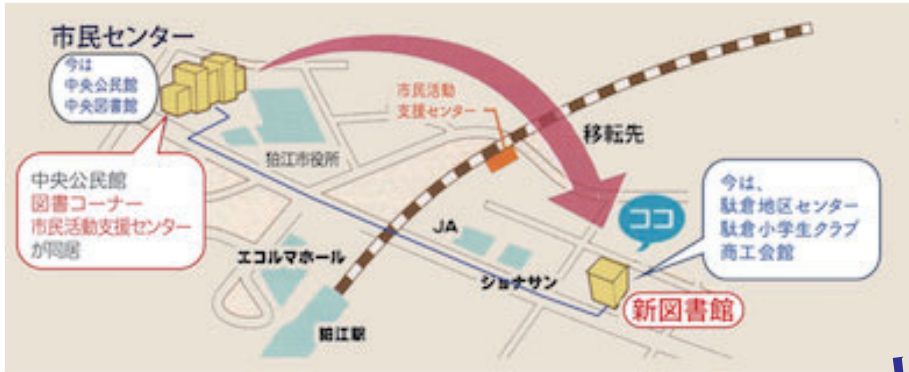 市民センター
今は
中央公民館
中央図書館
中央公民館
図書コーナー
市民活動支援センター
が同居
狛江市役所
市民活動
支援センター
移転先
ココ
今は、
駄倉地区センター
駄倉小学生クラブ
商工会館
エコルマホール
JA
ジョナサン
新図書館
狛江駅